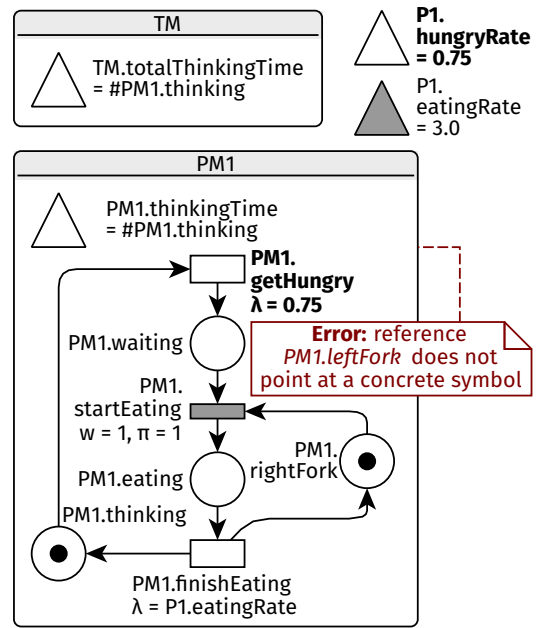 TM
TM.totalThinkingTime
= #PM1.thinking
P1.
hungryRate
= 0.75
P1.
eatingRate
= 3.0
PM1
PM1.thinkingTime
= #PM1.thinking
PM1.
getHungry
λ = 0.75
Error: reference
PM1.leftFork does not
point at a concrete symbol
PM1.waiting
PM1.
startEating
w = 1, π = 1
PM1.
rightFork
PM1.eating
PM1.thinking
PM1.finishEating
λ = P1.eatingRate